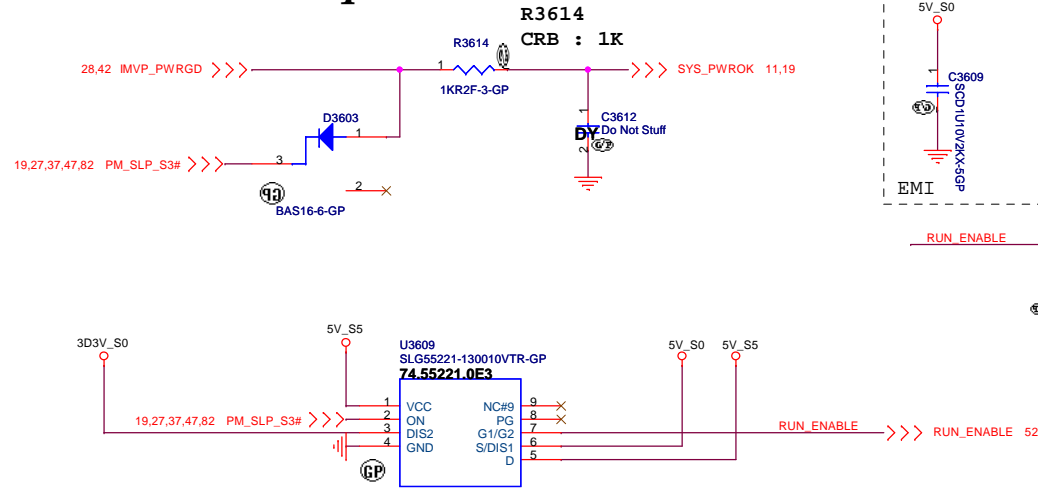 R3614
CRB : 1K
28,42 IMVP_PWRGD
R3614
1
1KR2F-3-GP
SYS_PWROK 11,19
D3603
1
3
2
BAS16-6-GP
19,27,37,47,82 PM_SLP_S3#
1
C3612
DY
Do Not Stuff
2
GP
5V_S0
1
C3609
SCD1U10V2KX-5GP
EMI
RUN_ENABLE
3D3V_S0
5V_S5
U3609
SLG55221-130010VTR-GP
74.55221.0E3
5V_S0
5V_S5
19,27,37,47,82 PM_SLP_S3#
1 VCC
2 ON
3 DIS2
4 GND
NC#9 9
PG 8
G1/G2 7
S/DIS1 6
D 5
GP
RUN_ENABLE
RUN_ENABLE 52